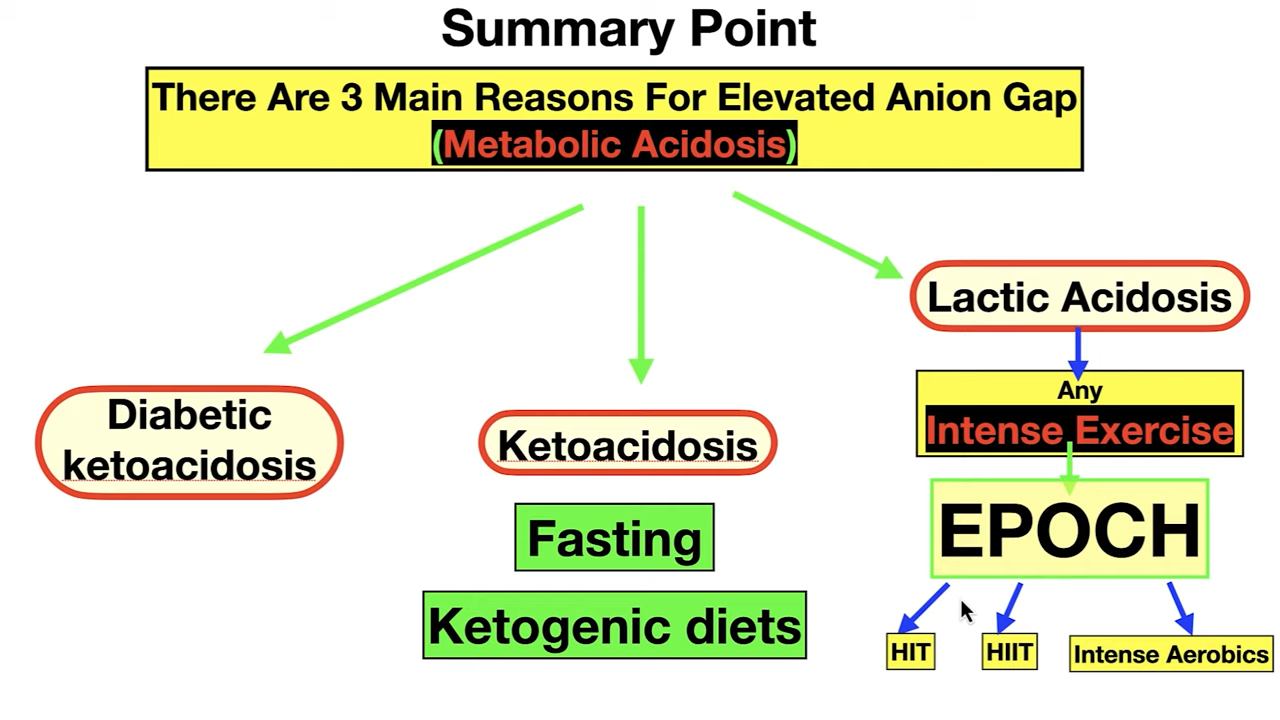 Summary Point
There Are 3 Main Reasons For Elevated Anion Gap
(Metabolic Acidosis)
Diabetic
ketoacidosis
Ketoacidosis
Fasting
Ketogenic diets
Lactic Acidosis
Any
Intense Exercise
EPOCH
HIT
HIIT
Intense Aerobics